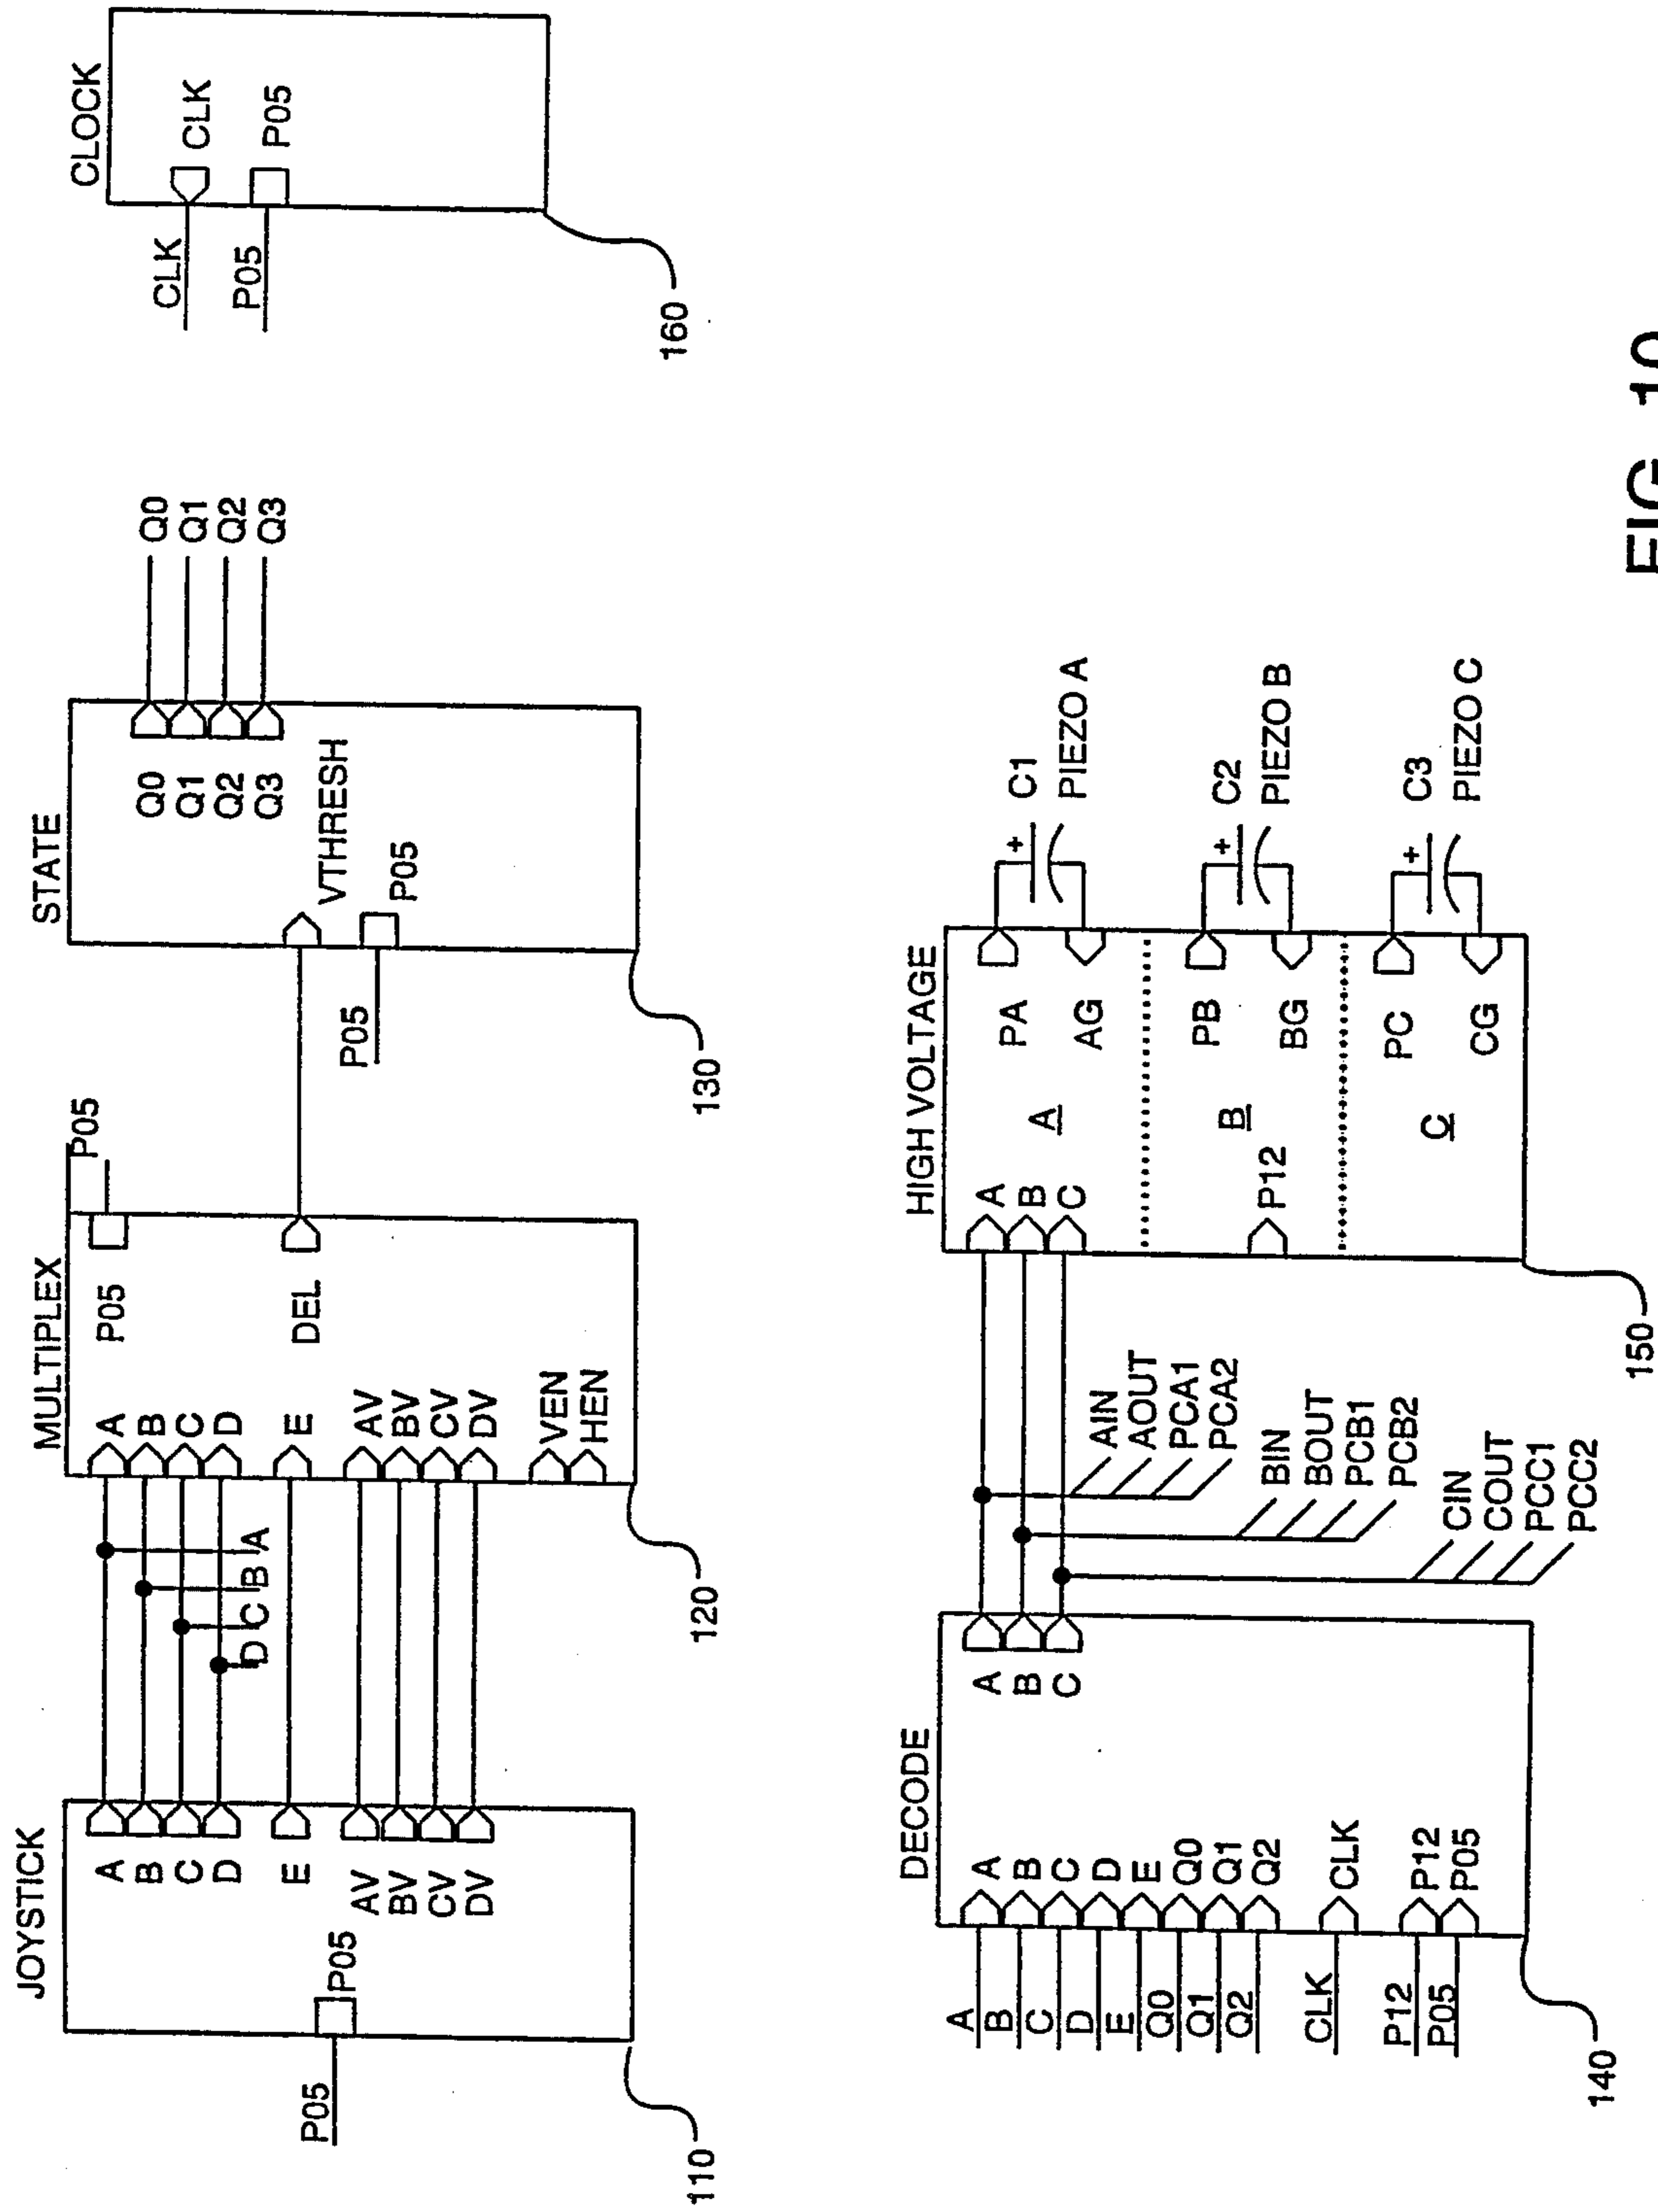 JOYSTICK
A
B
C
D
E
AV
BV
CV
DV
P05
P05
110
D C B A
MULTIPLEX
A
B
C
D
E
AV
BV
CV
DV
VEN
HEN
P05
DEL
P05
120
STATE
Q0
Q1
Q2
Q3
VTHRESH
P05
P05
Q0
Q1
Q2
Q3
130
CLOCK
CLK
P05
CLK
P05
160
DECODE
A
B
C
D
E
Q0
Q1
Q2
CLK
P12
P05
A
B
C
D
E
Q0
Q1
Q2
CLK
P12
P05
A
B
C
140
AIN
AOUT
PCA1
PCA2
BIN
BOUT
PCB1
PCB2
CIN
COUT
PCC1
PCC2
HIGH VOLTAGE
A
B
C
A
PA
AG
P12
B
PB
BG
C
PC
CG
150
+ C1
PIEZO A
+ C2
PIEZO B
+ C3
PIEZO C